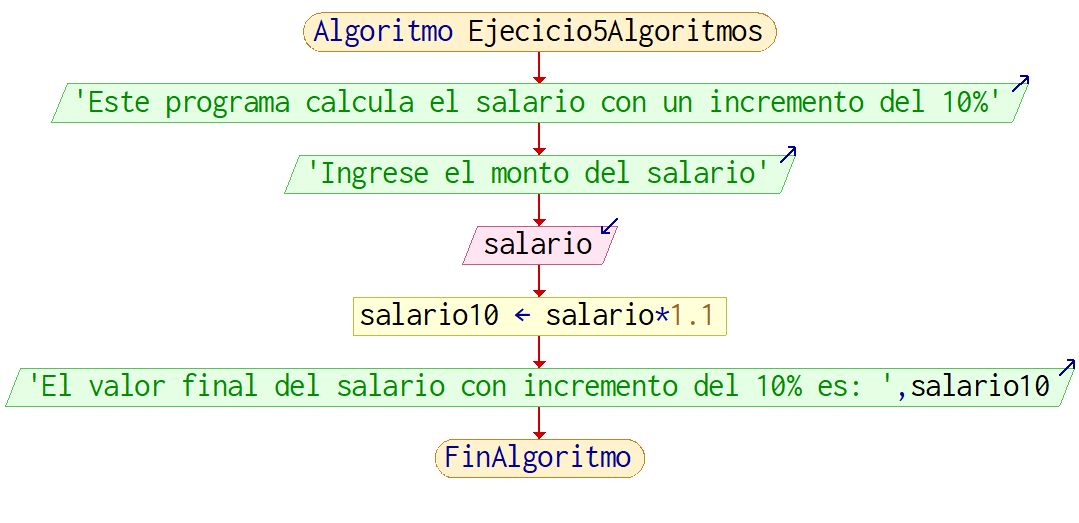 Algoritmo Ejecicio5Algoritmos
'Este programa calcula el salario con un incremento del 10%'
'Ingrese el monto del salario'
salario
salario10 ← salario*1.1
'El valor final del salario con incremento del 10% es: ',salario10
FinAlgoritmo